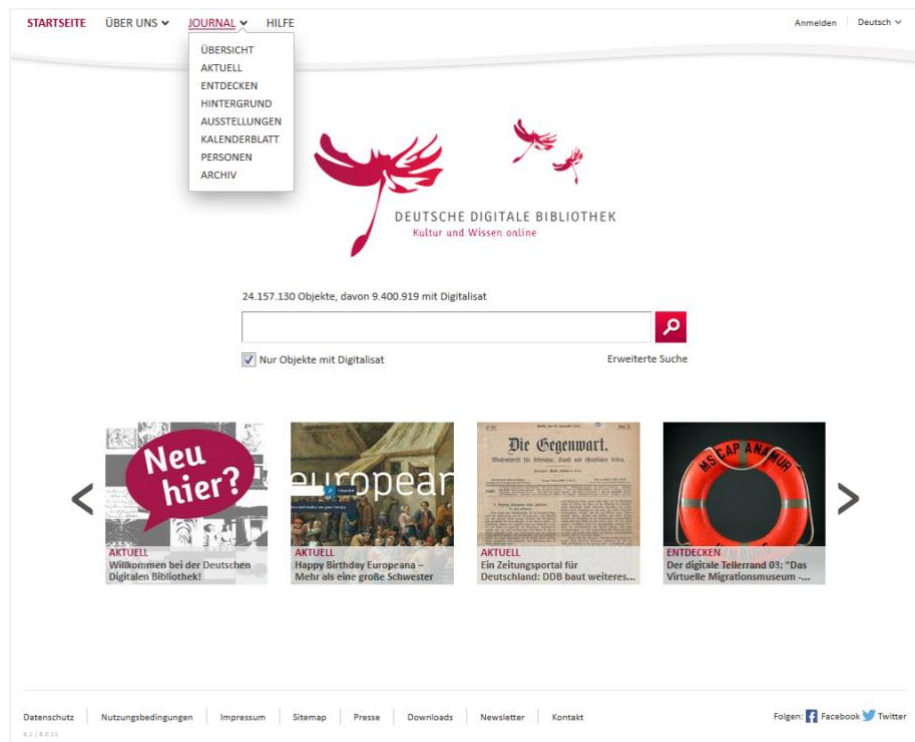 STARTSEITE ÜBER UNS JOURNAL HILFE
Anmelden Deutsch
ÜBERSICHT
AKTUELL
ENTDECKEN
HINTERGRUND
AUSSTELLUNGEN
KALENDERBLATT
PERSONEN
ARCHIV
DEUTSCHE DIGITALE BIBLIOTHEK
Kultur und Wissen online
24.157.130 Objekte, davon 9.400.919 mit Digitalisat
Nur Objekte mit Digitalisat
Erweiterte Suche
Neu
hier?
AKTUELL
Willkommen bei der Deutschen
Digitalen Bibliothek!
european
AKTUELL
Happy Birthday Europeana –
Mehr als eine große Schwester
Die Gegenwart.
AKTUELL
Ein Zeitungsportal für
Deutschland: DDB baut weiteres...
MS CAP ANAMUR
ENTDECKEN
Der digitale Tellerrand 03: "Das
Virtuelle Migrationsmuseum -...
Datenschutz Nutzungsbedingungen Impressum Sitemap Presse Downloads Newsletter Kontakt
Folgen: Facebook Twitter